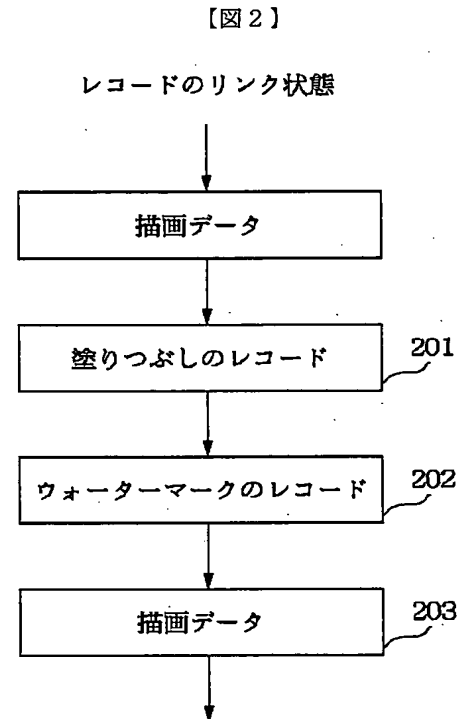 【図2】
レコードのリンク状態
描画データ
塗りつぶしのレコード
201
ウォーターマークのレコード
202
描画データ
203